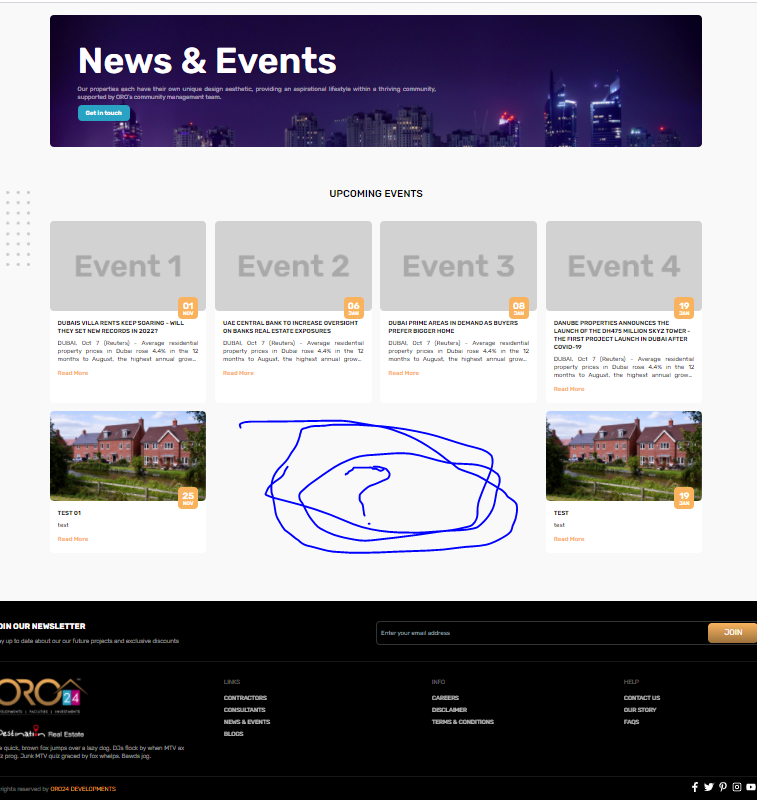 News & Events
Our properties each have their own unique design aesthetic, providing an aspirational lifestyle within a thriving community,
supported by ORO's community management team.
Get in touch
UPCOMING EVENTS
Event 1
01
NOV
DUBAIS VILLA RENTS KEEP SOARING - WILL
THEY SET NEW RECORDS IN 2022?
DUBAI, Oct 7 (Reuters) - Average residential
property prices in Dubai rose 4.4% in the 12
months to August, the highest annual grow...
Read More
Event 2
06
JAN
UAE CENTRAL BANK TO INCREASE OVERSIGHT
ON BANKS REAL ESTATE EXPOSURES
DUBAI, Oct 7 (Reuters) - Average residential
property prices in Dubai rose 4.4% in the 12
months to August, the highest annual grow...
Read More
Event 3
08
JAN
DUBAI PRIME AREAS IN DEMAND AS BUYERS
PREFER BIGGER HOME
DUBAI, Oct 7 (Reuters) - Average residential
property prices in Dubai rose 4.4% in the 12
months to August, the highest annual grow...
Read More
Event 4
19
JAN
DANUBE PROPERTIES ANNOUNCES THE
LAUNCH OF THE DH475 MILLION SKYZ TOWER -
THE FIRST PROJECT LAUNCH IN DUBAI AFTER
COVID-19
DUBAI, Oct 7 (Reuters) - Average residential
property prices in Dubai rose 4.4% in the 12
months to August, the highest annual grow...
Read More
25
NOV
TEST 01
test
Read More
?
19
JAN
TEST
test
Read More
OIN OUR NEWSLETTER
y up to date about our our future projects and exclusive discounts
Enter your email address
JOIN
ORO24
DEVELOPMENTS | FACILITIES | INVESTMENTS
Destination Real Estate
e quick, brown fox jumps over a lazy dog. DJs flock by when MTV ax
z prog. Junk MTV quiz graced by fox whelps. Bawds jog.
LINKS
CONTRACTORS
CONSULTANTS
NEWS & EVENTS
BLOGS
INFO
CAREERS
DISCLAIMER
TERMS & CONDITIONS
HELP
CONTACT US
OUR STORY
FAQS
rights reserved by ORO24 DEVELOPMENTS